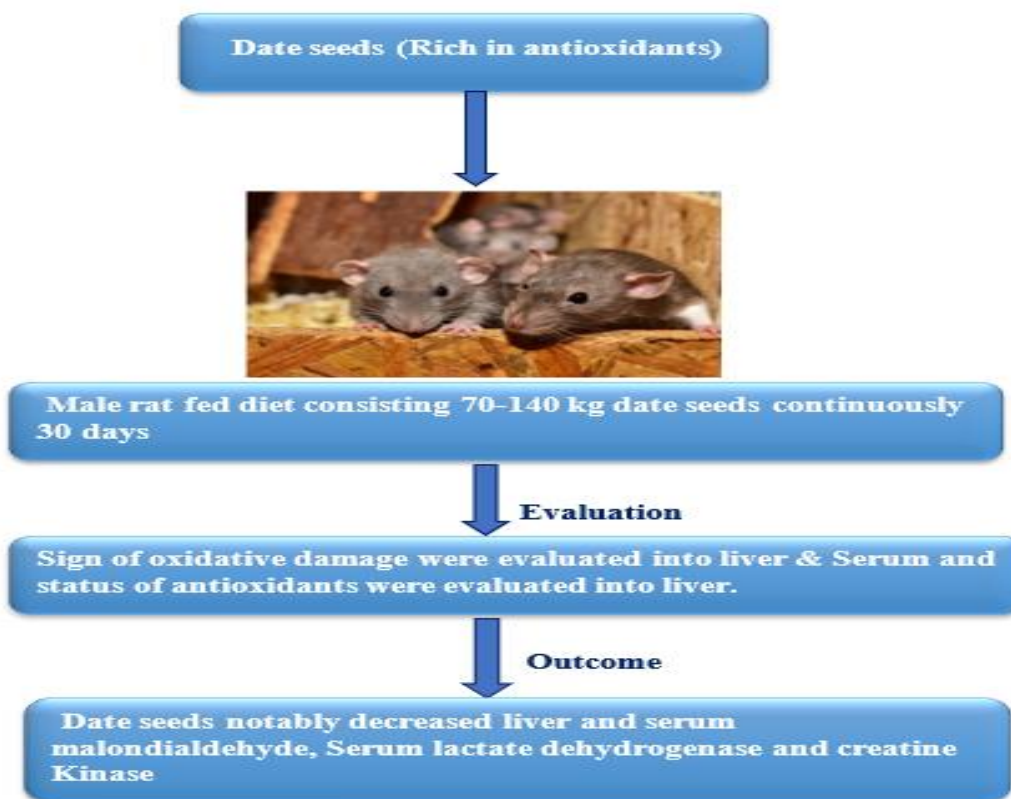 Date seeds (Rich in antioxidants)
Male rat fed diet consisting 70-140 kg date seeds continuously
30 days
Evaluation
Sign of oxidative damage were evaluated into liver & Serum and
status of antioxidants were evaluated into liver.
Outcome
Date seeds notably decreased liver and serum
malondialdehyde, Serum lactate dehydrogenase and creatine
Kinase